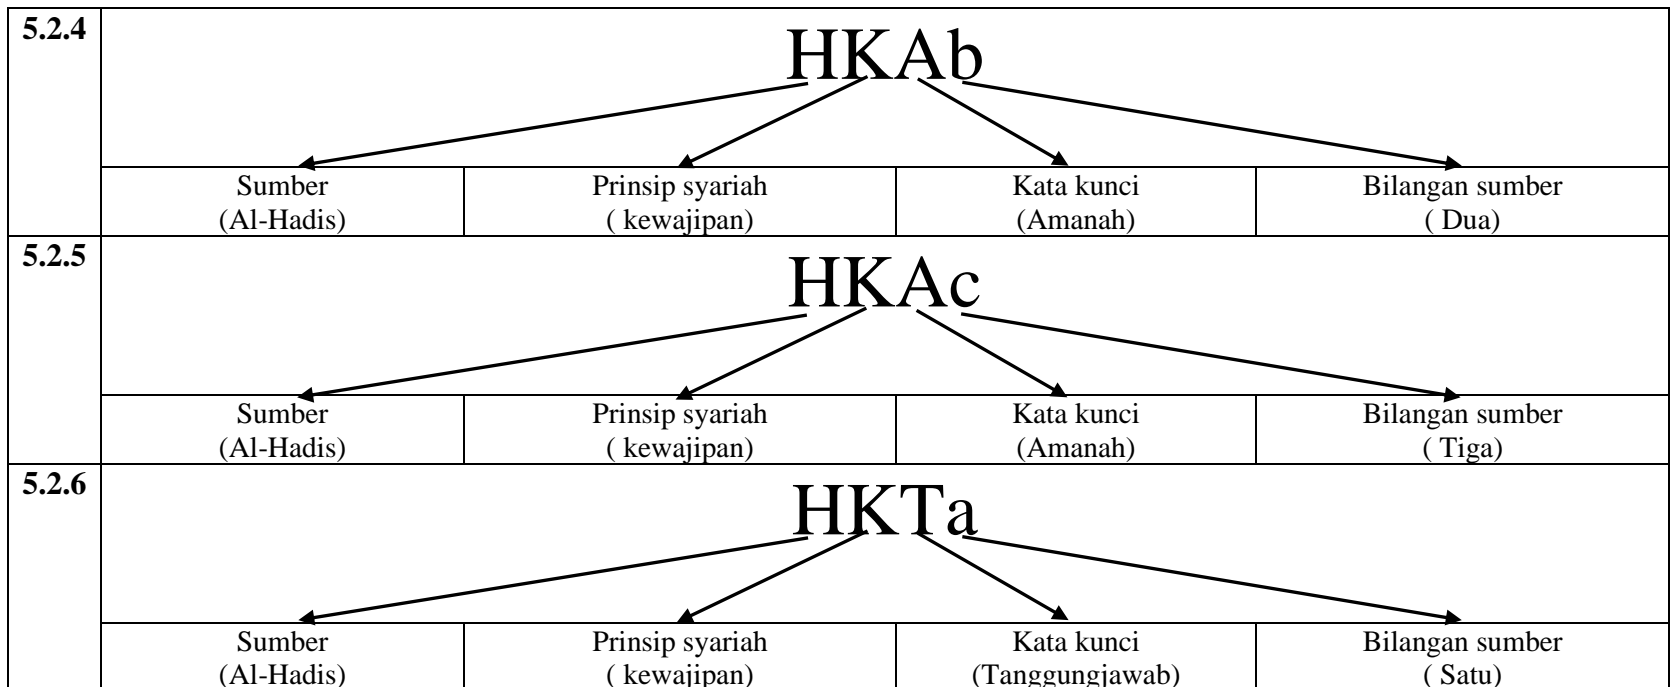 5.2.4
HKAb
Sumber Prinsip syariah Kata kunci Bilangan sumber
(Al-Hadis) ( kewajipan) (Amanah) ( Dua)
5.2.5
HKAc
Sumber Prinsip syariah Kata kunci Bilangan sumber
(Al-Hadis) ( kewajipan) (Amanah) ( Tiga)
5.2.6
HKTa
Sumber Prinsip syariah Kata kunci Bilangan sumber
(Al-Hadis) ( kewajipan) (Tanggungjawab) ( Satu)